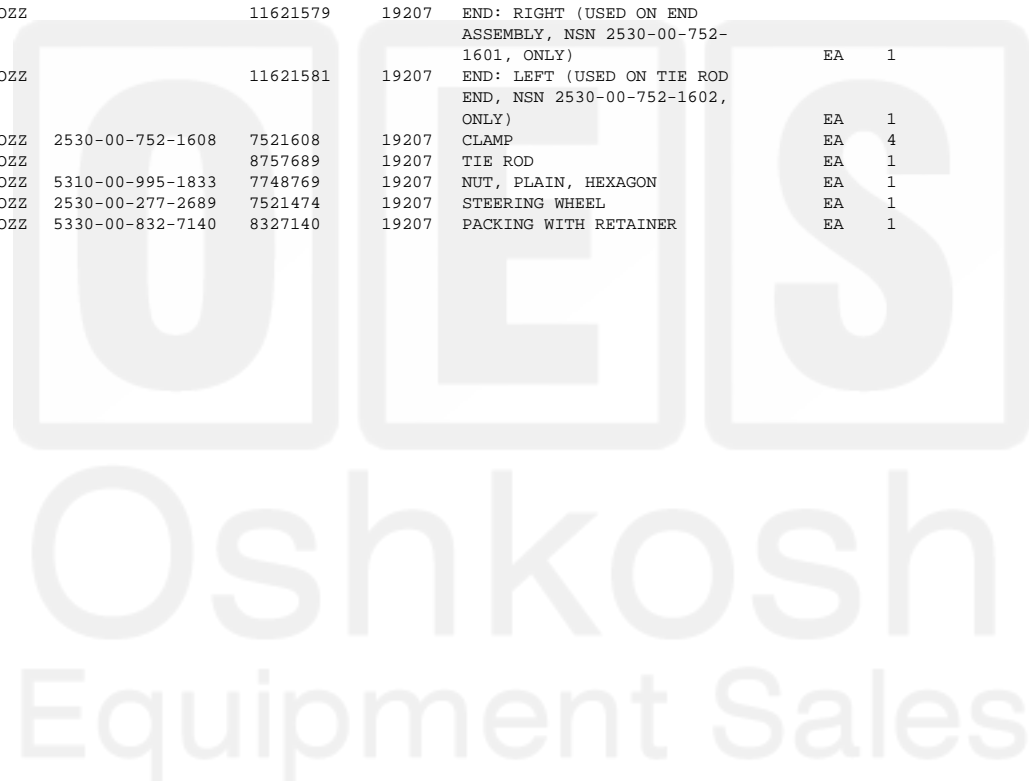 OZZ 11621579 19207 END: RIGHT (USED ON END
ASSEMBLY, NSN 2530-00-752-
1601, ONLY) EA 1
OZZ 11621581 19207 END: LEFT (USED ON TIE ROD
END, NSN 2530-00-752-1602,
ONLY) EA 1
OZZ 2530-00-752-1608 7521608 19207 CLAMP EA 4
OZZ 8757689 19207 TIE ROD EA 1
OZZ 5310-00-995-1833 7748769 19207 NUT, PLAIN, HEXAGON EA 1
OZZ 2530-00-277-2689 7521474 19207 STEERING WHEEL EA 1
OZZ 5330-00-832-7140 8327140 19207 PACKING WITH RETAINER EA 1
OES
Oshkosh
Equipment Sales